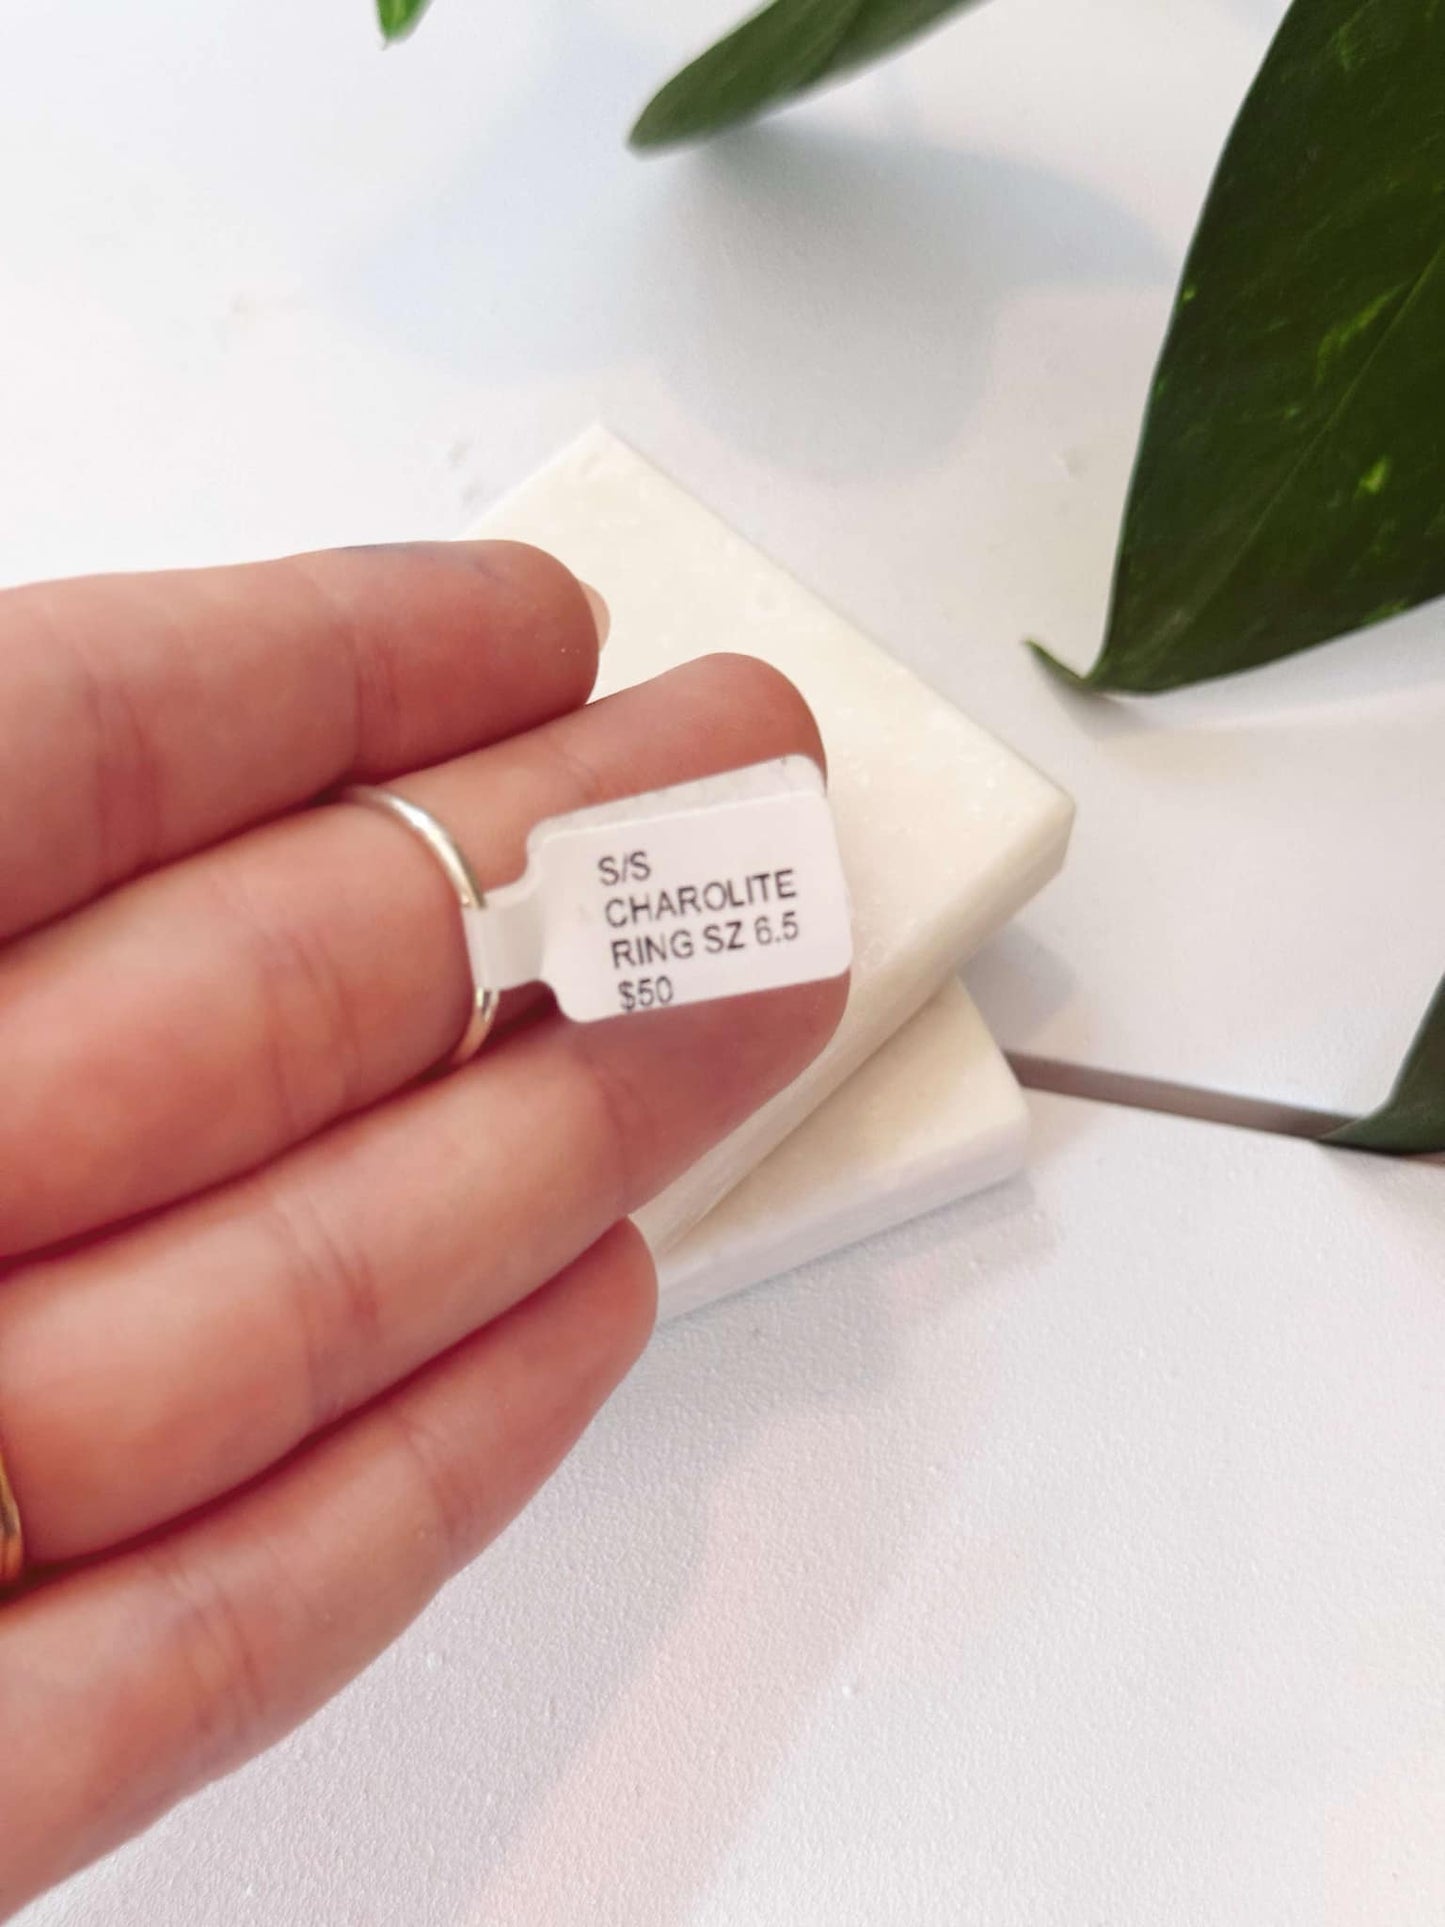 S/S
CHAROLITE
RING SZ 6.5
$50